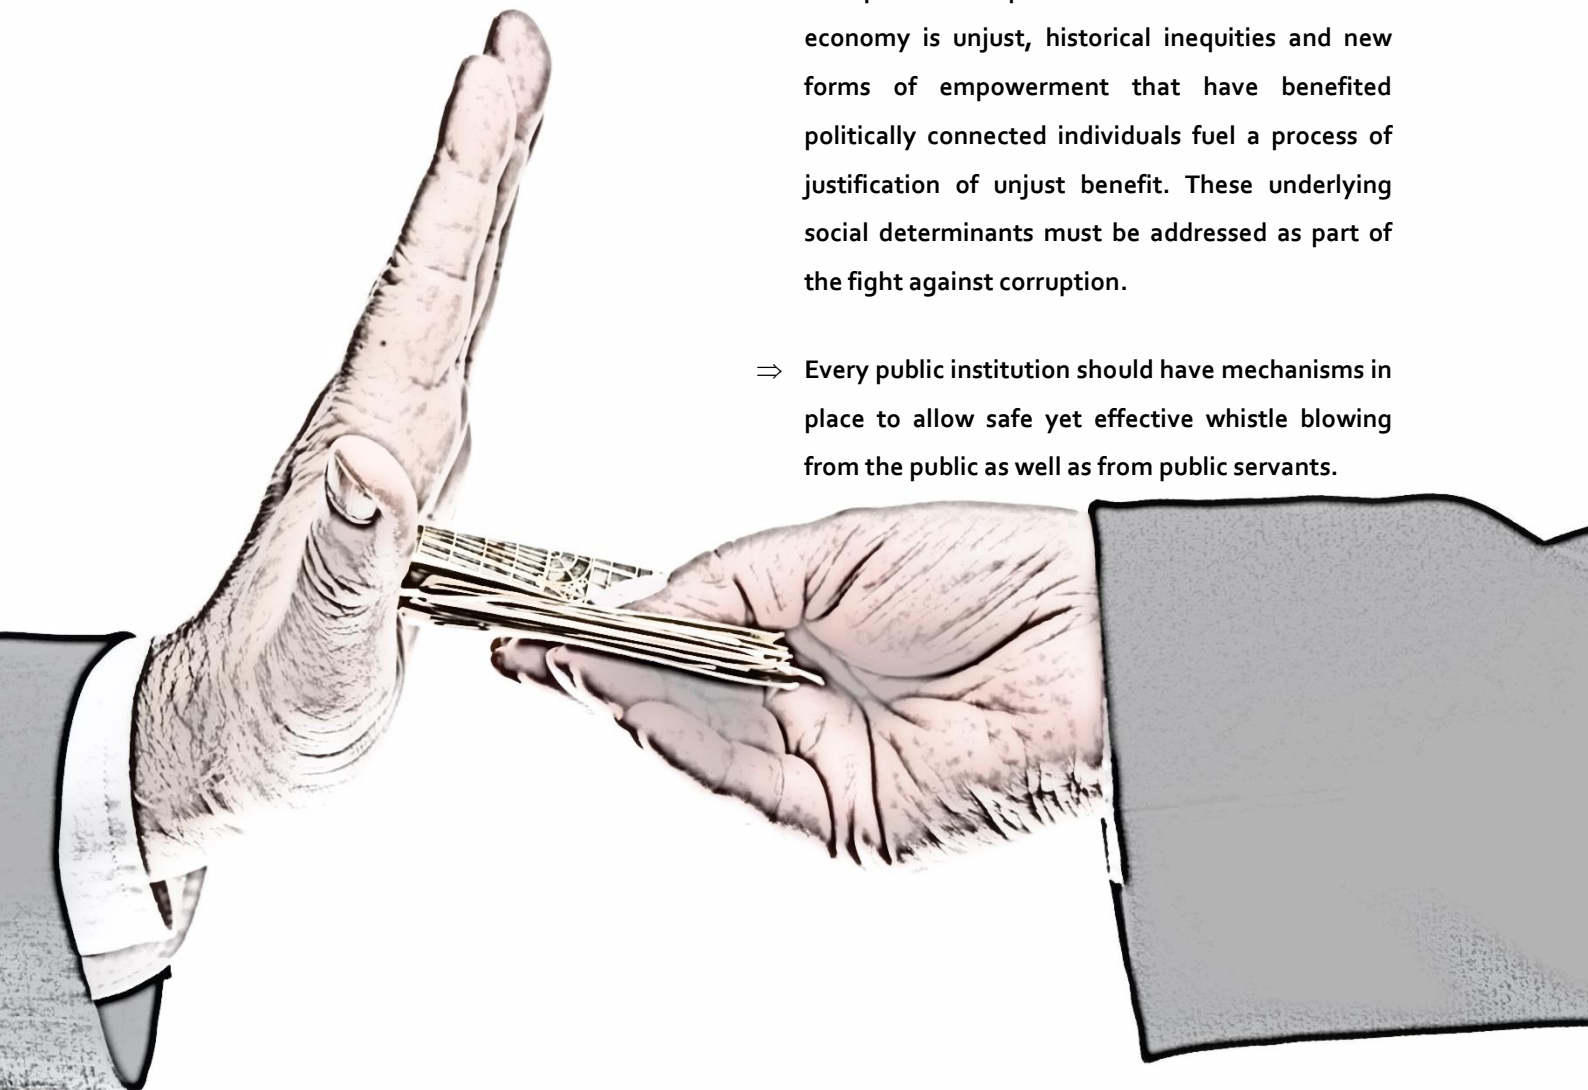 economy is unjust, historical inequities and new
forms of empowerment that have benefited
politically connected individuals fuel a process of
justification of unjust benefit. These underlying
social determinants must be addressed as part of
the fight against corruption.
⇒ Every public institution should have mechanisms in
place to allow safe yet effective whistle blowing
from the public as well as from public servants.